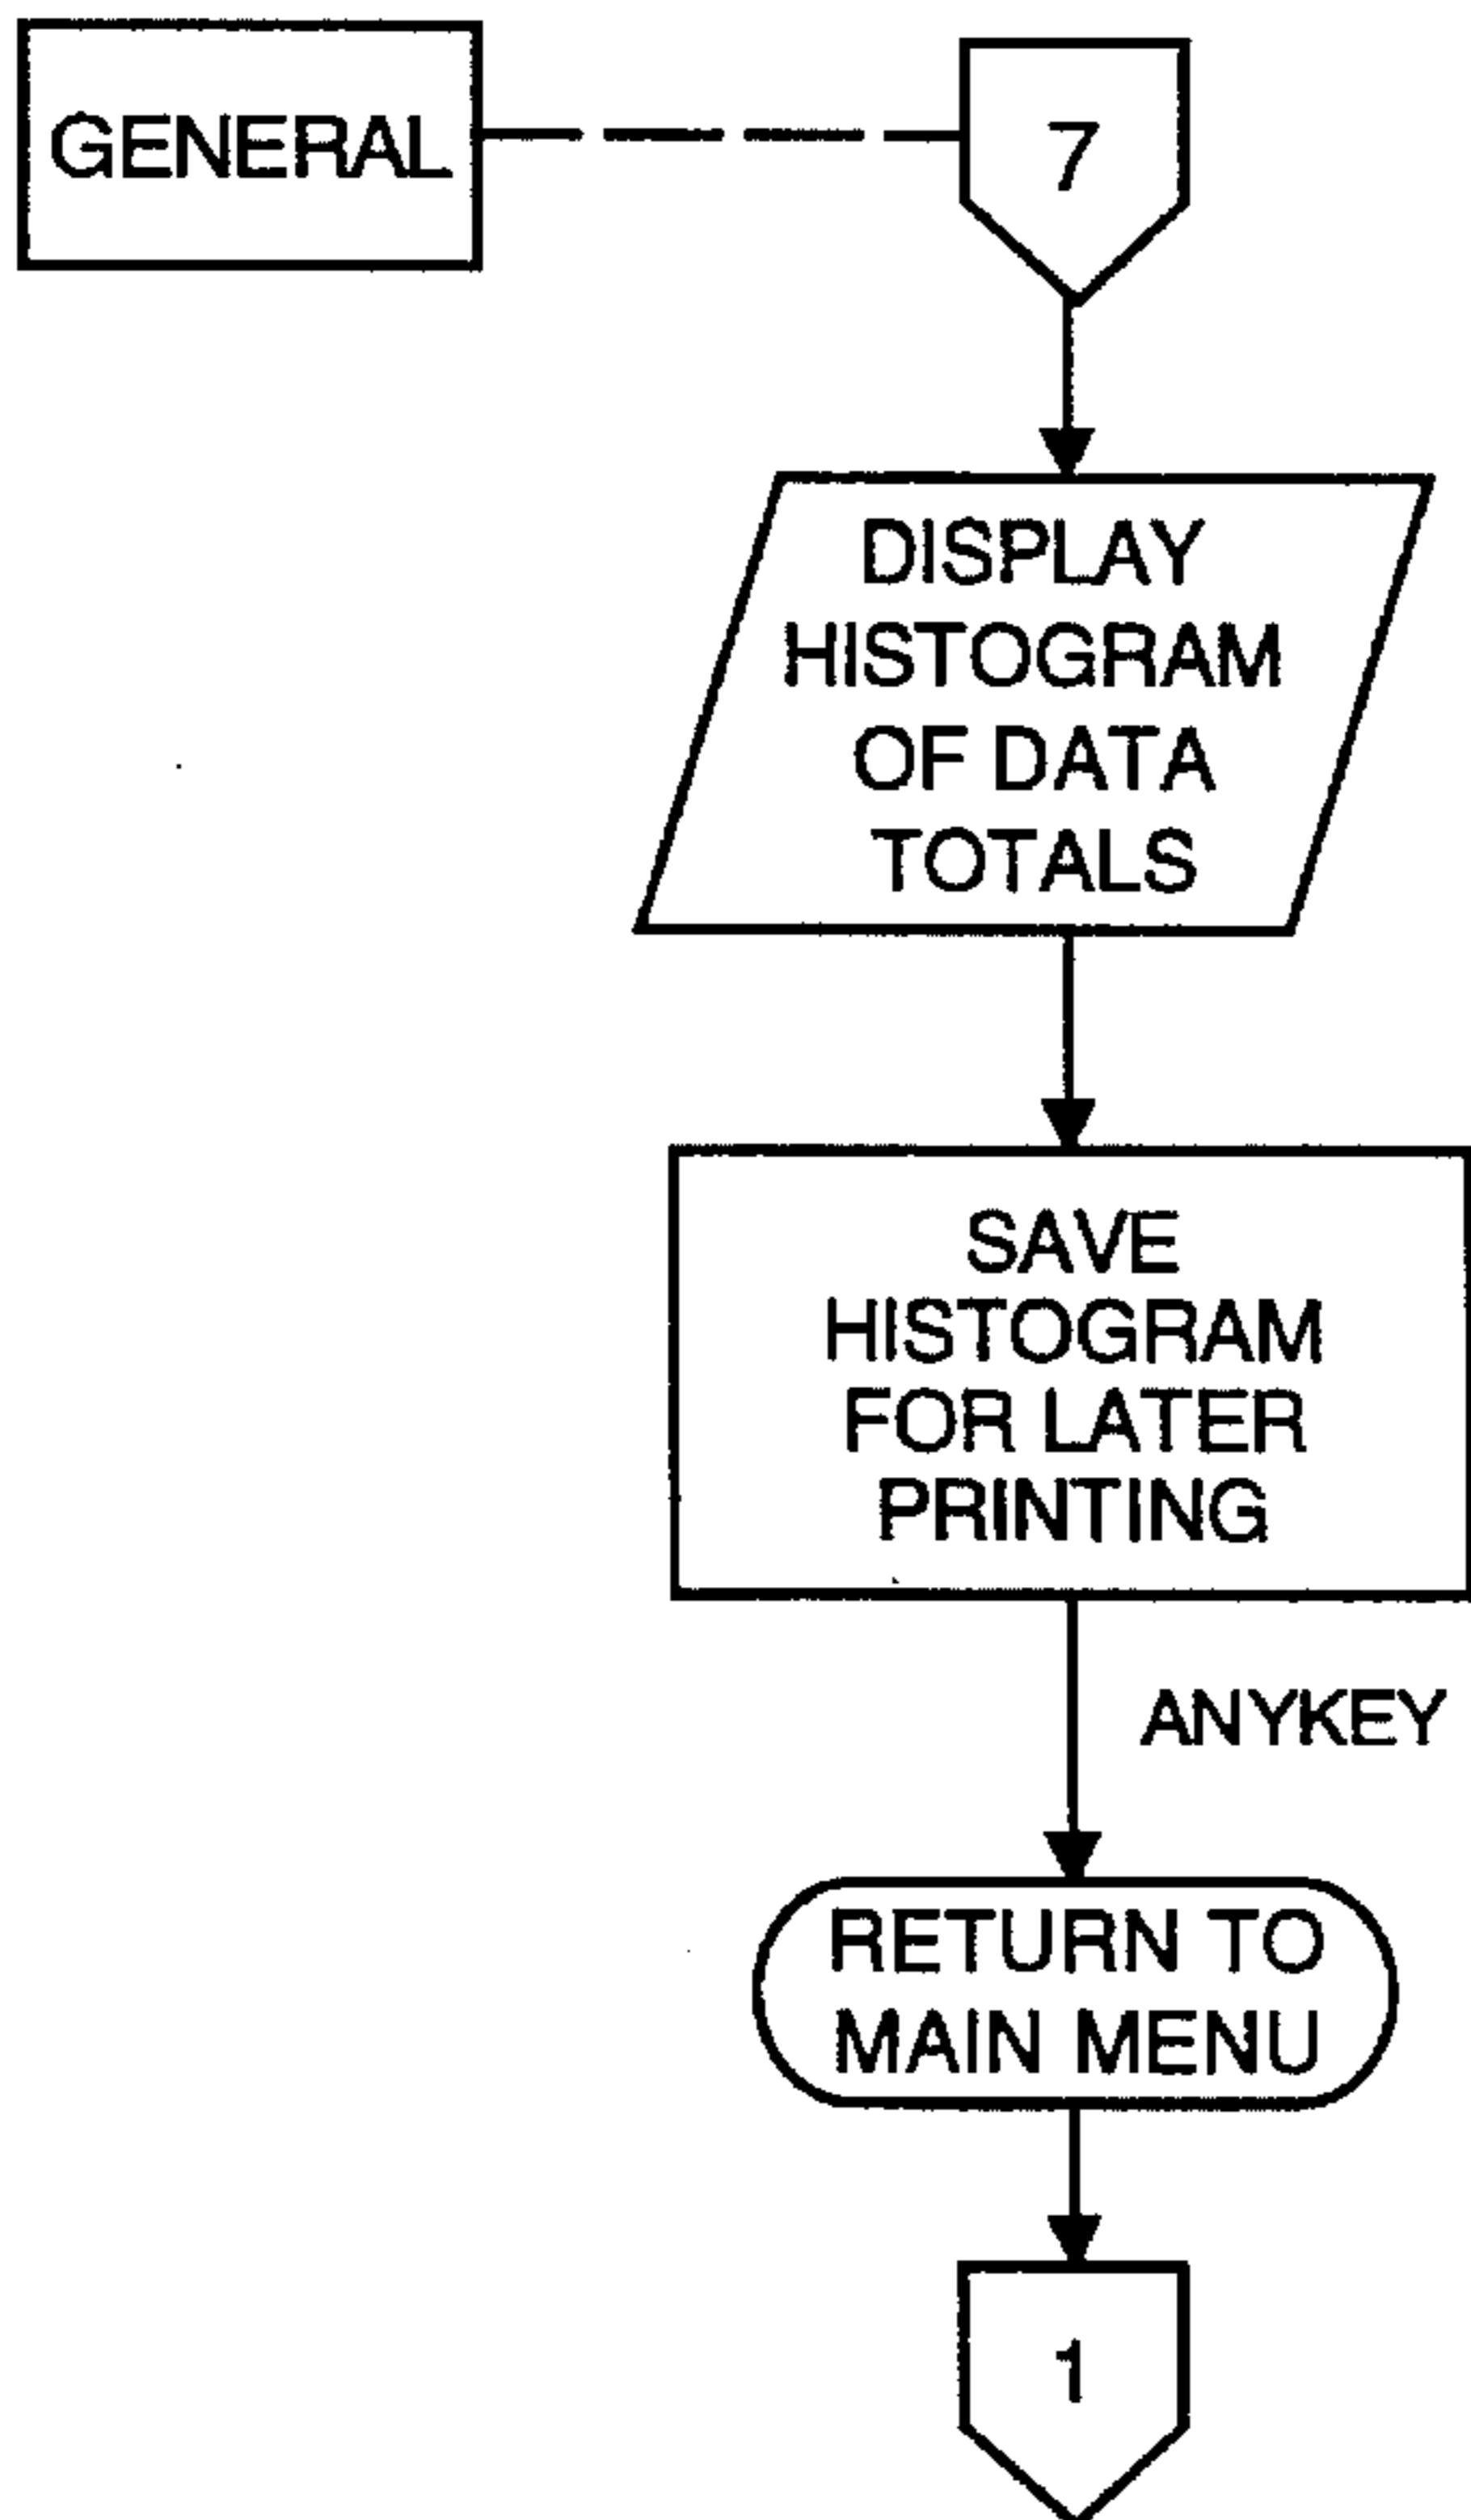 GENERAL
7
DISPLAY
HISTOGRAM
OF DATA
TOTALS
SAVE
HISTOGRAM
FOR LATER
PRINTING
ANYKEY
RETURN TO
MAIN MENU
1